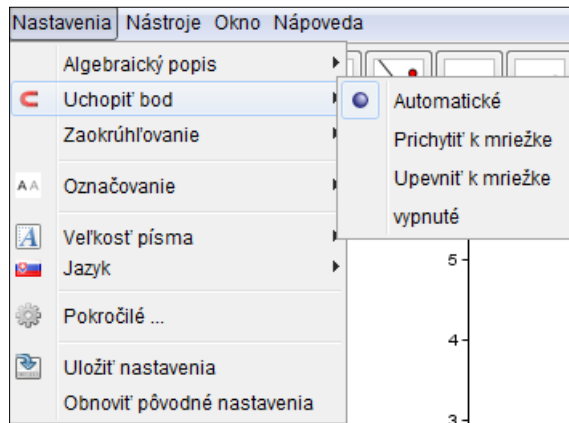 Nastavenia Nástroje Okno Nápoveda
Algebraický popis
Uchopiť bod
Zaokrúhľovanie
AA Označovanie
A Veľkosť písma
Jazyk
Pokročilé ...
Uložiť nastavenia
Obnoviť pôvodné nastavenia
Automatické
Prichytiť k mriežke
Upevniť k mriežke
vypnuté
5
4
3